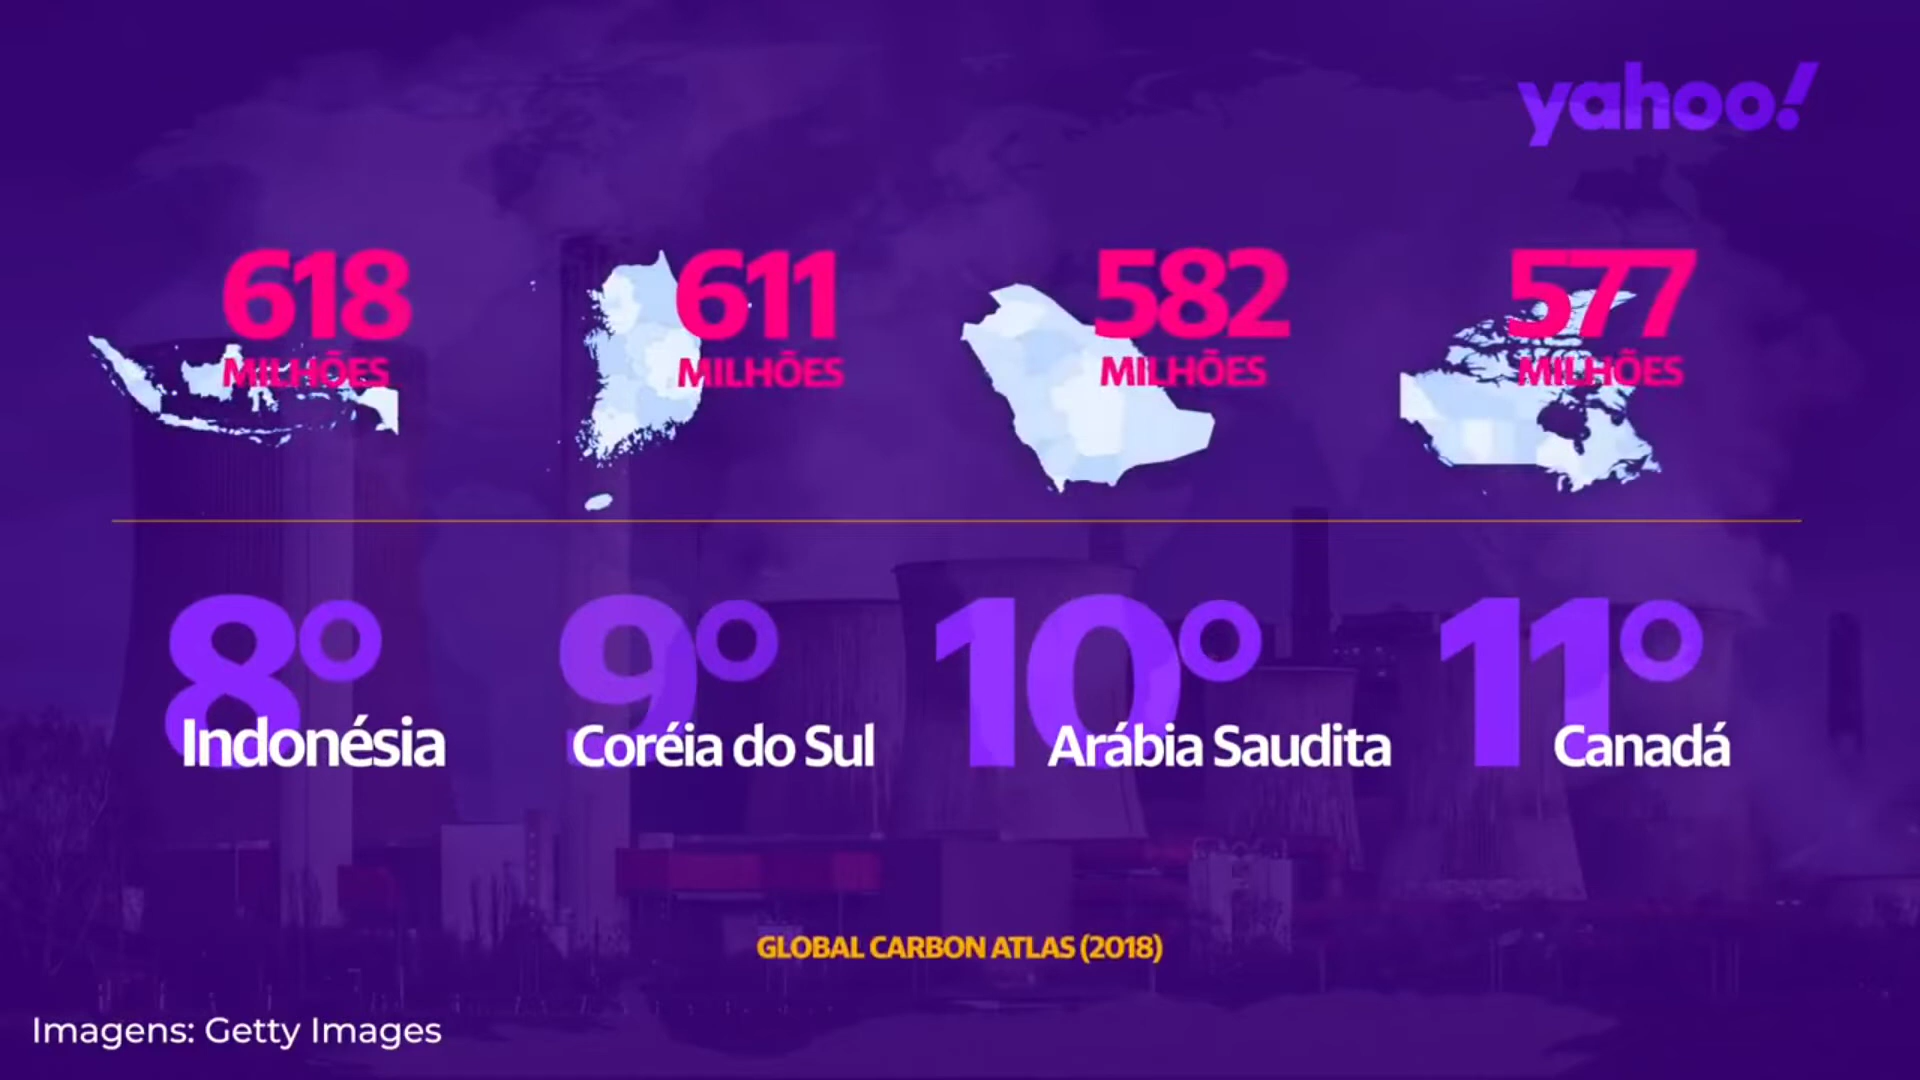 yahoo!
618
MILHÕES
611
MILHÕES
582
MILHÕES
577
MILHÕES
8º
Indonésia
9º
Coréia do Sul
10º
Arábia Saudita
11º
Canadá
GLOBAL CARBON ATLAS (2018)
Imagens: Getty Images